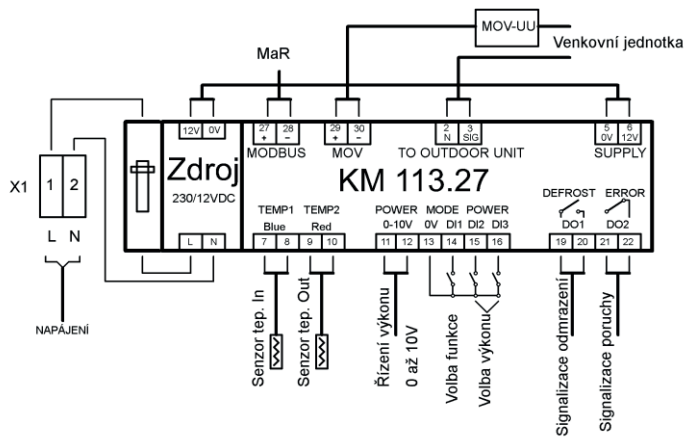 MOV-UU
Venkovní jednotka
MaR
12V 0V
27 28
+ −
29 30
+ −
2 3
N SIG
5 6
0V 12V
MODBUS
MOV
TO OUTDOOR UNIT
SUPPLY
Zdroj
230/12VDC
KM 113.27
X1
1 2
L N
NAPÁJENÍ
L N
TEMP1
Blue
TEMP2
Red
POWER
0-10V
MODE
0V DI1
POWER
DI2 DI3
DEFROST
DO1
ERROR
DO2
7 8 9 10
11 12 13 14 15 16
19 20 21 22
Senzor tep. In
Senzor tep. Out
Řízení výkonu
0 až 10V
Volba funkce
Volba výkonu
Signalizace odmrazení
Signalizace poruchy